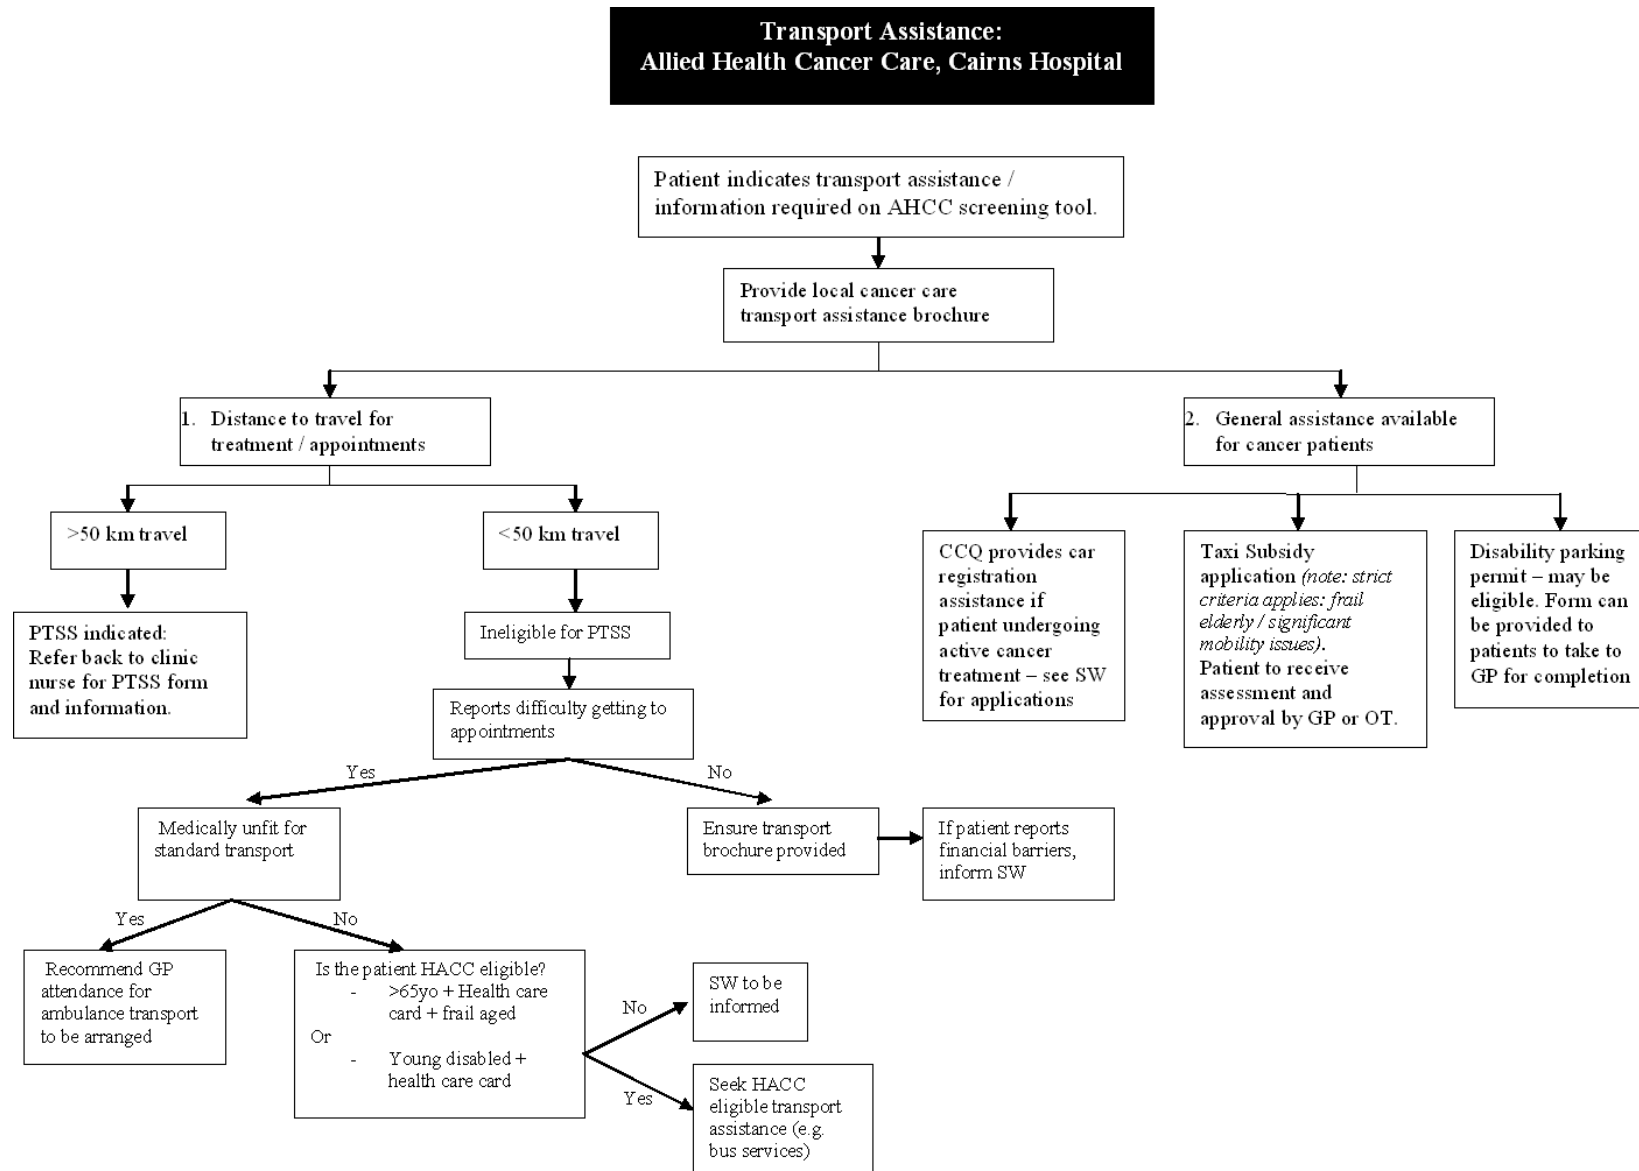 Transport Assistance:
Allied Health Cancer Care, Cairns Hospital
Patient indicates transport assistance /
information required on AHCC screening tool.
Provide local cancer care
transport assistance brochure
1. Distance to travel for
treatment / appointments
2. General assistance available
for cancer patients
>50 km travel
<50 km travel
CCQ provides car
registration
assistance if
patient undergoing
active cancer
treatment – see SW
for applications
Taxi Subsidy
application (note: strict
criteria applies: frail
elderly / significant
mobility issues).
Patient to receive
assessment and
approval by GP or OT.
Disability parking
permit – may be
eligible. Form can
be provided to
patients to take to
GP for completion
PTSS indicated:
Refer back to clinic
nurse for PTSS form
and information.
Ineligible for PTSS
Reports difficulty getting to
appointments
Yes
No
Medically unfit for
standard transport
Ensure transport
brochure provided
If patient reports
financial barriers,
inform SW
Yes
No
Recommend GP
attendance for
ambulance transport
to be arranged
Is the patient HACC eligible?
- >65yo + Health care
card + frail aged
Or
- Young disabled +
health care card
No
SW to be
informed
Yes
Seek HACC
eligible transport
assistance (e.g.
bus services)